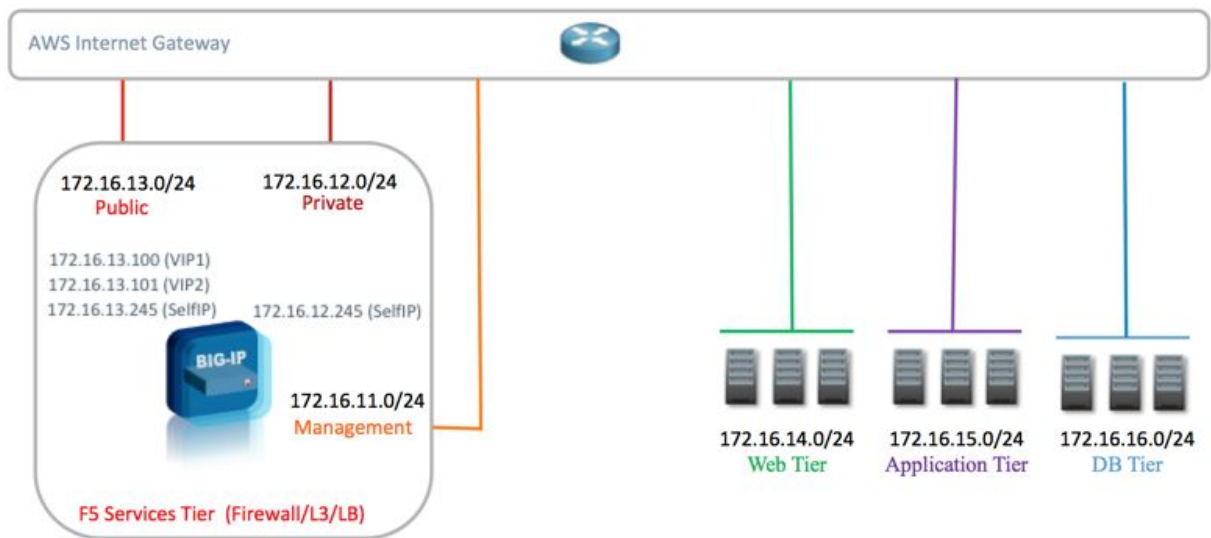 AWS Internet Gateway
172.16.13.0/24
Public
172.16.12.0/24
Private
172.16.13.100 (VIP1)
172.16.13.101 (VIP2)
172.16.13.245 (SelfIP)
172.16.12.245 (SelfIP)
BIG-IP
172.16.11.0/24
Management
F5 Services Tier (Firewall/L3/LB)
172.16.14.0/24
Web Tier
172.16.15.0/24
Application Tier
172.16.16.0/24
DB Tier